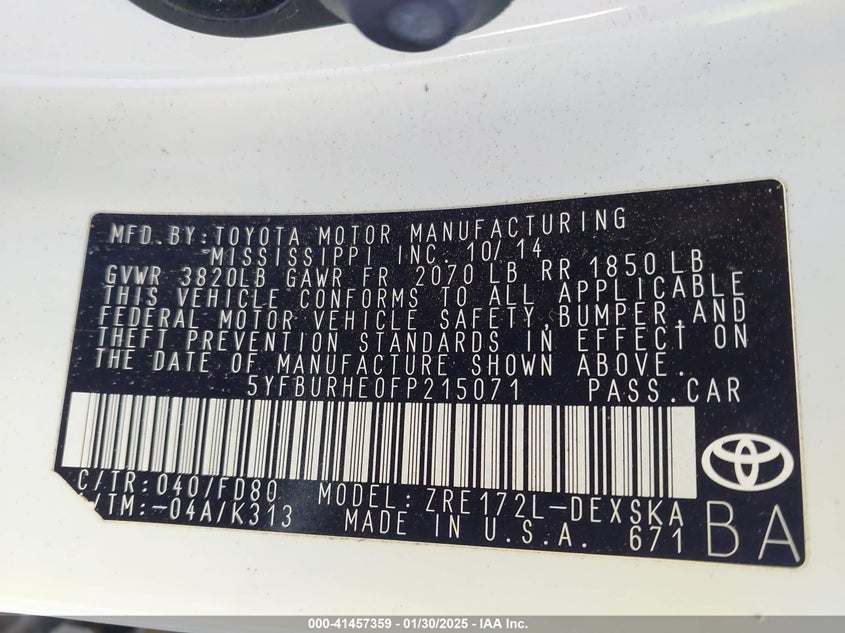 MFD.BY:TOYOTA MOTOR MANUFACTURING
MISSISSIPPI INC. 10/14
GVWR 3820LB GAWR FR 2070 LB RR 1850 LB
THIS VEHICLE CONFORMS TO ALL APPLICABLE
FEDERAL MOTOR VEHICLE SAFETY,BUMPER,AND
THEFT PREVENTION STANDARDS IN EFFECT ON
THE DATE OF MANUFACTURE SHOWN ABOVE.
5YFBURHE0FP215071 PASS.CAR
C/TR:040/FD80 MODEL:ZRE172L-DEXSKA
/TM:-04A/K313 MADE IN U.S.A. 671 BA
000-41457359 | 01/30/2025 - IAA Inc.